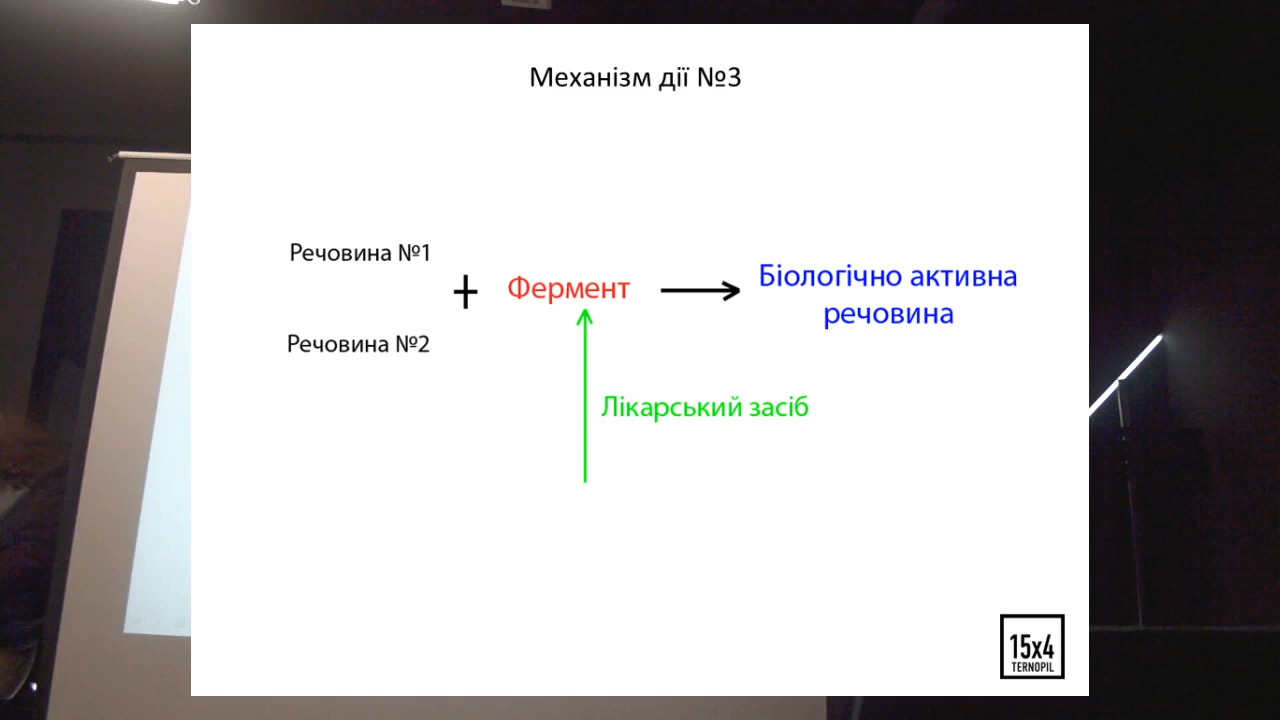 Механізм дії №3
Речовина №1
+
Фермент
Біологічно активна
речовина
Речовина №2
Лікарський засіб
15x4
TERNOPIL